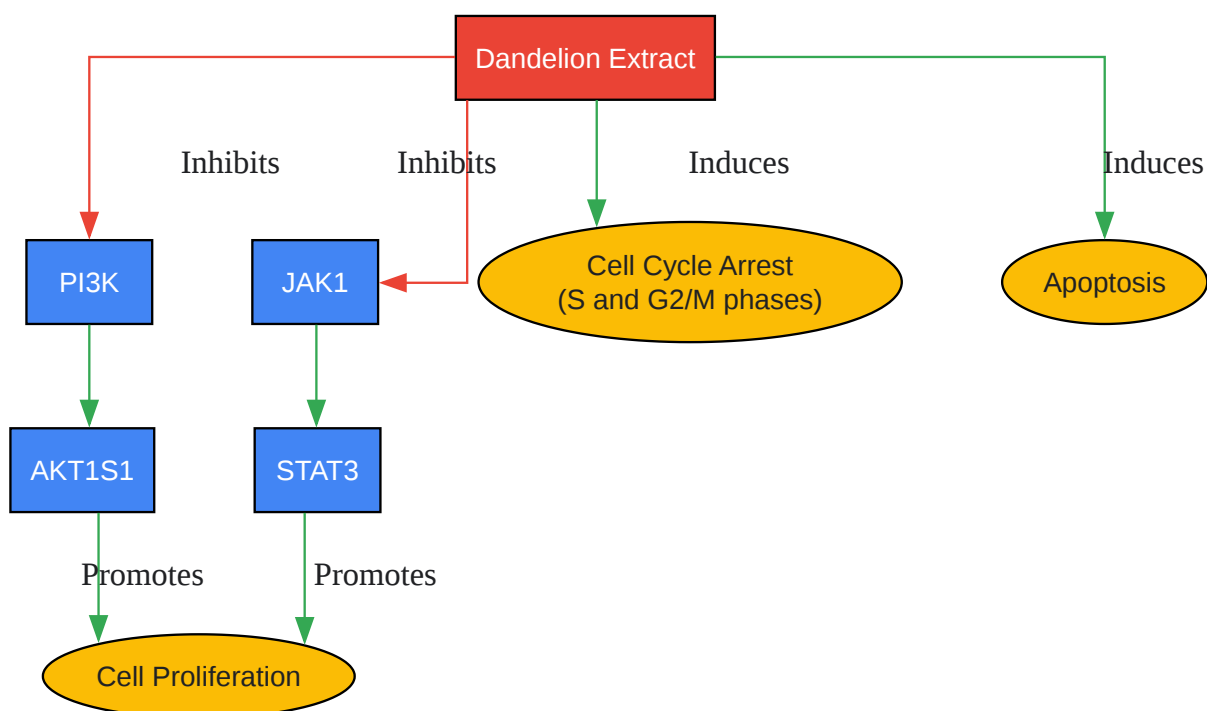 Dandelion Extract
Inhibits
Inhibits
Induces
Induces
PI3K
JAK1
Cell Cycle Arrest
(S and G2/M phases)
Apoptosis
AKT1S1
STAT3
Promotes
Promotes
Cell Proliferation